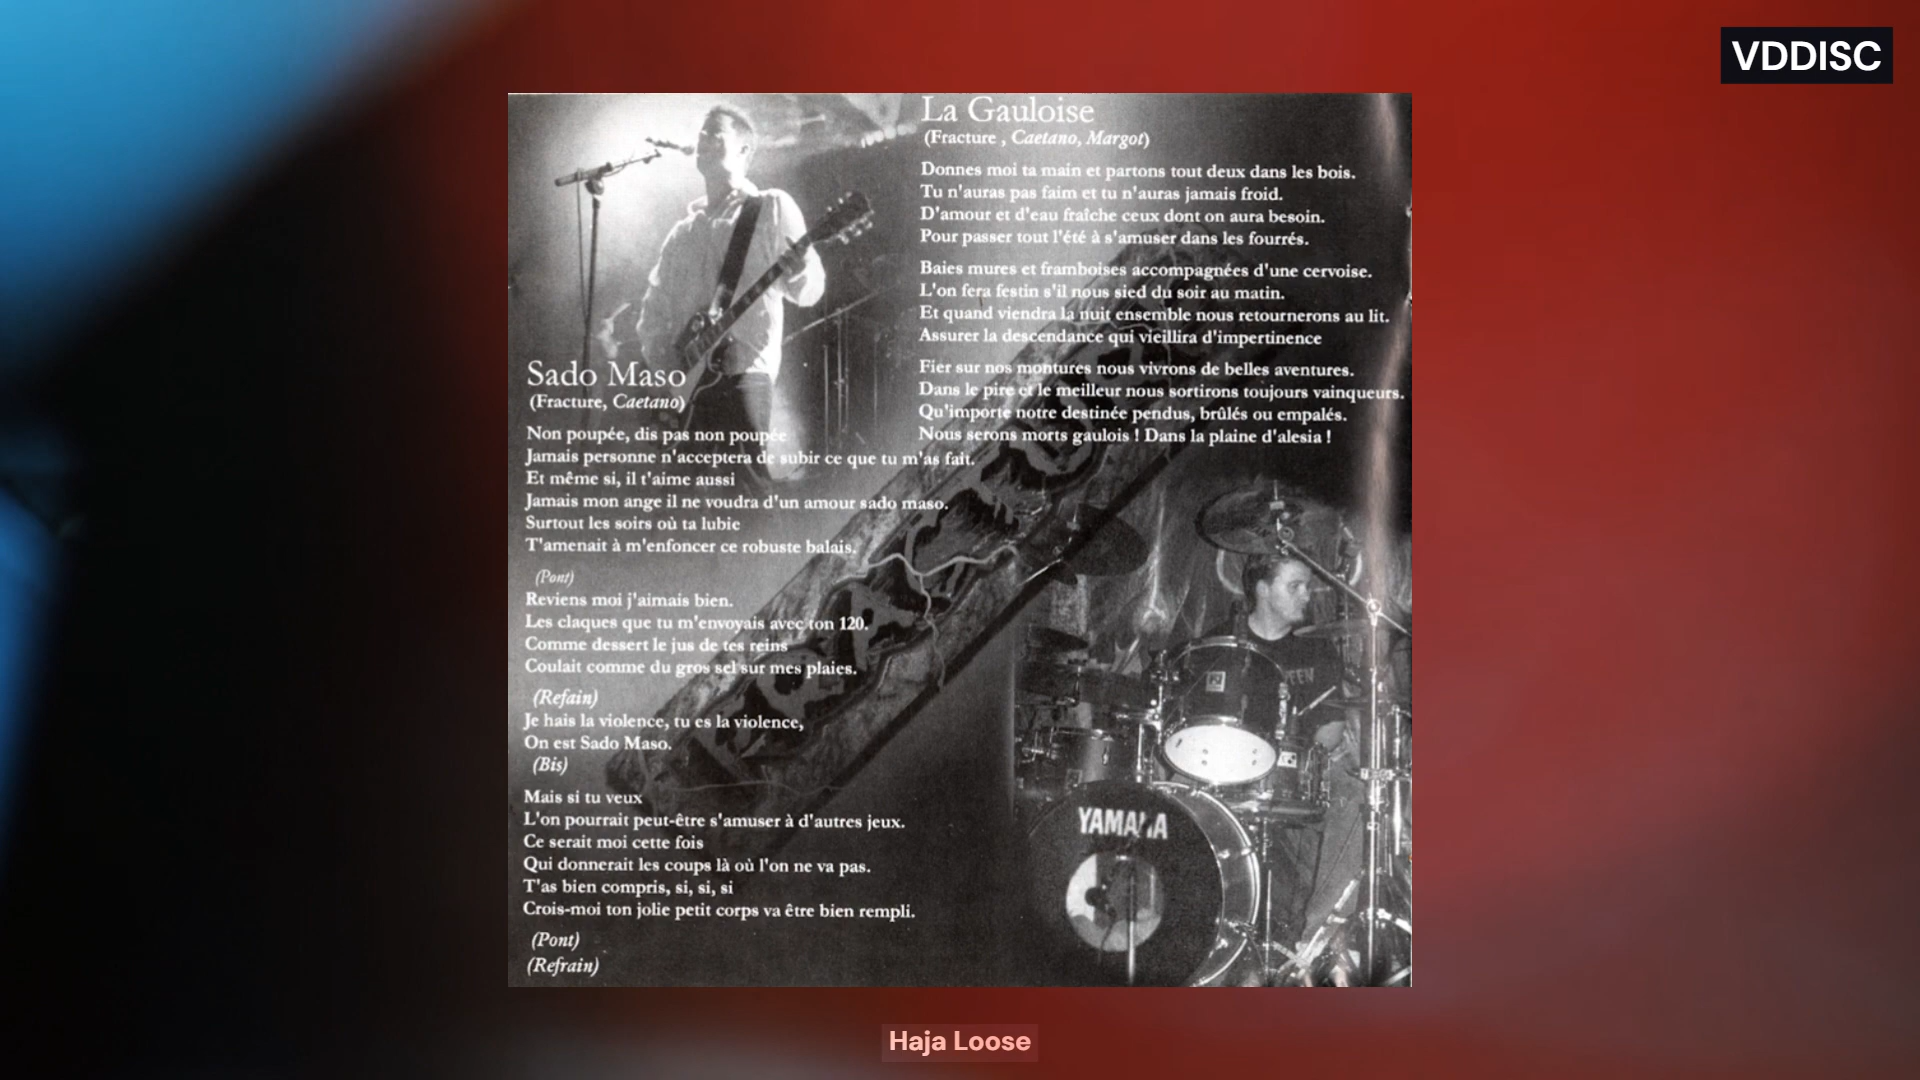 VDDISC
La Gauloise
(Fracture , Caetano, Margot)
Donnes moi ta main et partons tout deux dans les bois.
Tu n'auras pas faim et tu n'auras jamais froid.
D'amour et d'eau fraîche ceux dont on aura besoin.
Pour passer tout l'été à s'amuser dans les fourrés.
Baies mures et framboises accompagnées d'une cervoise.
L'on fera festin s'il nous sied du soir au matin.
Et quand viendra la nuit ensemble nous retournerons au lit.
Assurer la descendance qui vieillira d'impertinence
Fier sur nos montures nous vivrons de belles aventures.
Dans le pire et le meilleur nous sortirons toujours vainqueurs.
Qu'importe notre destinée pendus, brûlés ou empalés.
Nous serons morts gaulois ! Dans la plaine d'alesia !
Sado Maso
(Fracture, Caetano)
Non poupée, dis pas non poupée
Jamais personne n'acceptera de subir ce que tu m'as fait.
Et même si, il t'aime aussi
Jamais mon ange il ne voudra d'un amour sado maso.
Surtout les soirs où ta lubie
T'amenait à m'enfoncer ce robuste balais.
(Pont)
Reviens moi j'aimais bien.
Les claques que tu m'envoyais avec ton 120.
Comme dessert le jus de tes reins
Coulait comme du gros sel sur mes plaies.
(Refain)
Je hais la violence, tu es la violence,
On est Sado Maso.
(Bis)
Mais si tu veux
L'on pourrait peut-être s'amuser à d'autres jeux.
Ce serait moi cette fois
Qui donnerait les coups là où l'on ne va pas.
T'as bien compris, si, si, si
Crois-moi ton jolie petit corps va être bien rempli.
(Pont)
(Refrain)
YAMAHA
Haja Loose